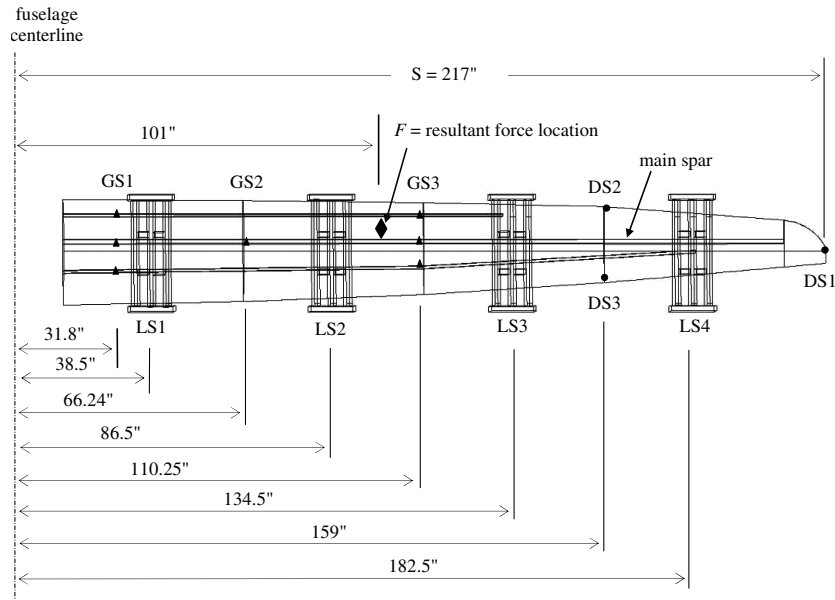 fuselage
centerline
S = 217"
101"
F = resultant force location
main spar
GS1
GS2
GS3
DS2
DS1
DS3
LS1
LS2
LS3
LS4
31.8"
38.5"
66.24"
86.5"
110.25"
134.5"
159"
182.5"